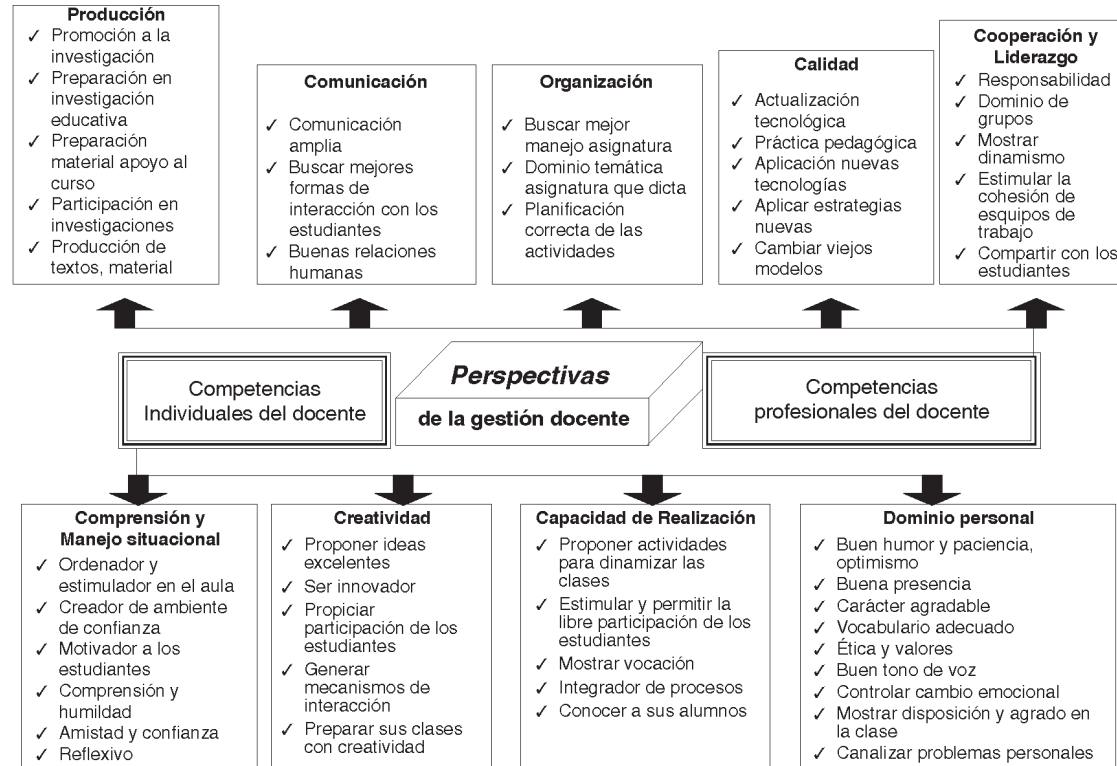 Producción
✓ Promoción a la
investigación
✓ Preparación en
investigación
educativa
✓ Preparación
material apoyo al
curso
✓ Participación en
investigaciones
✓ Producción de
textos, material
Comunicación
✓ Comunicación
amplia
✓ Buscar mejores
formas de
interacción con los
estudiantes
✓ Buenas relaciones
humanas
Organización
✓ Buscar mejor
manejo asignatura
✓ Dominio temática
asignatura que dicta
✓ Planificación
correcta de las
actividades
Calidad
✓ Actualización
tecnológica
✓ Práctica pedagógica
✓ Aplicación nuevas
tecnologías
✓ Aplicar estrategias
nuevas
✓ Cambiar viejos
modelos
Cooperación y
Liderazgo
✓ Responsabilidad
✓ Dominio de
grupos
✓ Mostrar
dinamismo
✓ Estimular la
cohesión de
esquipos de
trabajo
✓ Compartir con los
estudiantes
Competencias
Individuales del docente
Perspectivas
de la gestión docente
Competencias
profesionales del docente
Comprensión y
Manejo situacional
✓ Ordenador y
estimulador en el aula
✓ Creador de ambiente
de confianza
✓ Motivador a los
estudiantes
✓ Comprensión y
humildad
✓ Amistad y confianza
✓ Reflexivo
Creatividad
✓ Proponer ideas
excelentes
✓ Ser innovador
✓ Propiciar
participación de los
estudiantes
✓ Generar
mecanismos de
interacción
✓ Preparar sus clases
con creatividad
Capacidad de Realización
✓ Proponer actividades
para dinamizar las
clases
✓ Estimular y permitir la
libre participación de los
estudiantes
✓ Mostrar vocación
✓ Integrador de procesos
✓ Conocer a sus alumnos
Dominio personal
✓ Buen humor y paciencia,
optimismo
✓ Buena presencia
✓ Carácter agradable
✓ Vocabulario adecuado
✓ Ética y valores
✓ Buen tono de voz
✓ Controlar cambio emocional
✓ Mostrar disposición y agrado en
la clase
✓ Canalizar problemas personales